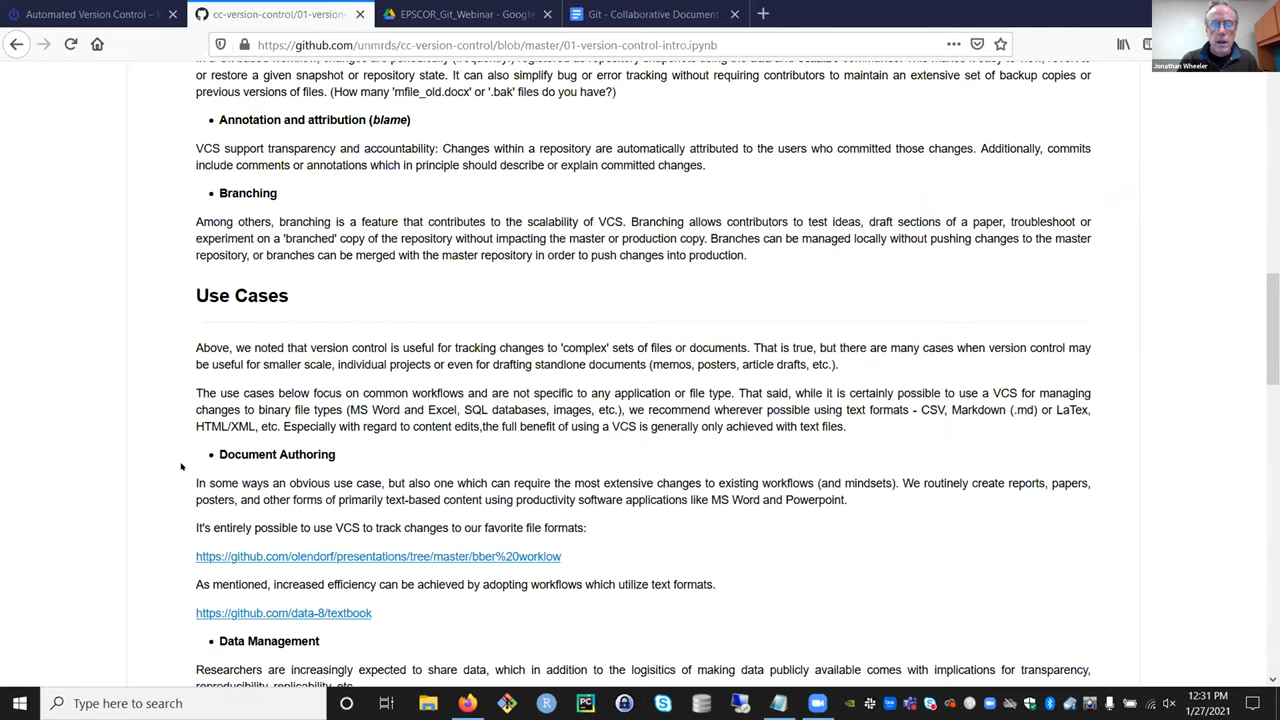 Automated Version Control – V
cc-version-control/01-version-
EPSCOR_Git_Webinar - Google
Git - Collaborative Document
https://github.com/unmrds/cc-version-control/blob/master/01-version-control-intro.ipynb
Jonathan Wheeler
or restore a given snapshot or repository state. It can also simplify bug or error tracking without requiring contributors to maintain an extensive set of backup copies or
previous versions of files. (How many 'mfile_old.docx' or '.bak' files do you have?)
• Annotation and attribution (blame)
VCS support transparency and accountability: Changes within a repository are automatically attributed to the users who committed those changes. Additionally, commits
include comments or annotations which in principle should describe or explain committed changes.
• Branching
Among others, branching is a feature that contributes to the scalability of VCS. Branching allows contributors to test ideas, draft sections of a paper, troubleshoot or
experiment on a 'branched' copy of the repository without impacting the master or production copy. Branches can be managed locally without pushing changes to the master
repository, or branches can be merged with the master repository in order to push changes into production.
Use Cases
Above, we noted that version control is useful for tracking changes to 'complex' sets of files or documents. That is true, but there are many cases when version control may
be useful for smaller scale, individual projects or even for drafting standlone documents (memos, posters, article drafts, etc.).
The use cases below focus on common workflows and are not specific to any application or file type. That said, while it is certainly possible to use a VCS for managing
changes to binary file types (MS Word and Excel, SQL databases, images, etc.), we recommend wherever possible using text formats - CSV, Markdown (.md) or LaTex,
HTML/XML, etc. Especially with regard to content edits,the full benefit of using a VCS is generally only achieved with text files.
• Document Authoring
In some ways an obvious use case, but also one which can require the most extensive changes to existing workflows (and mindsets). We routinely create reports, papers,
posters, and other forms of primarily text-based content using productivity software applications like MS Word and Powerpoint.
It's entirely possible to use VCS to track changes to our favorite file formats:
https://github.com/olendorf/presentations/tree/master/bber%20worklow
As mentioned, increased efficiency can be achieved by adopting workflows which utilize text formats.
https://github.com/data-8/textbook
• Data Management
Researchers are increasingly expected to share data, which in addition to the logisitics of making data publicly available comes with implications for transparency,
reproducibility, replicability, etc.
Type here to search
12:31 PM
1/27/2021